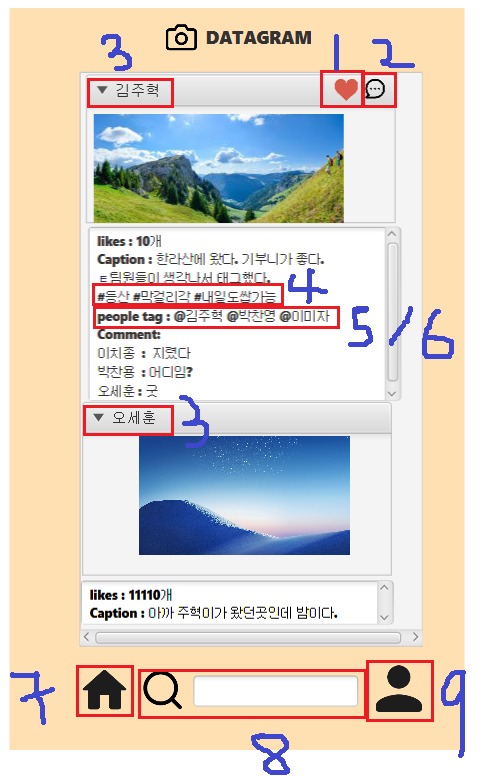 DATAGRAM
3 1 2
▼ 김주혁
likes : 10개
Caption : 한라산에 왔다. 기부니가 좋다.
ㅌ팀원들이 생각나서 태그했다.
#등산 #막걸리각 #내일도쌉가능 4
people tag : @김주혁 @박찬영 @이미자 5/6
Comment:
이치종 : 지렸다
박찬용 : 어디임?
오세훈 : 굿
▼ 오세훈 3
likes : 11110개
Caption : 아까 주혁이가 왔던곳인데 밤이다.
7 8 9